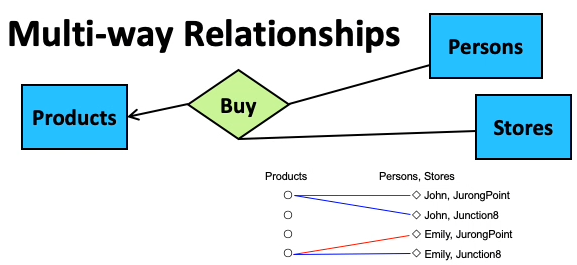 Multi-way Relationships
Persons
Products
Buy
Stores
Products
Persons, Stores
John, JurongPoint
John, Junction8
Emily, JurongPoint
Emily, Junction8